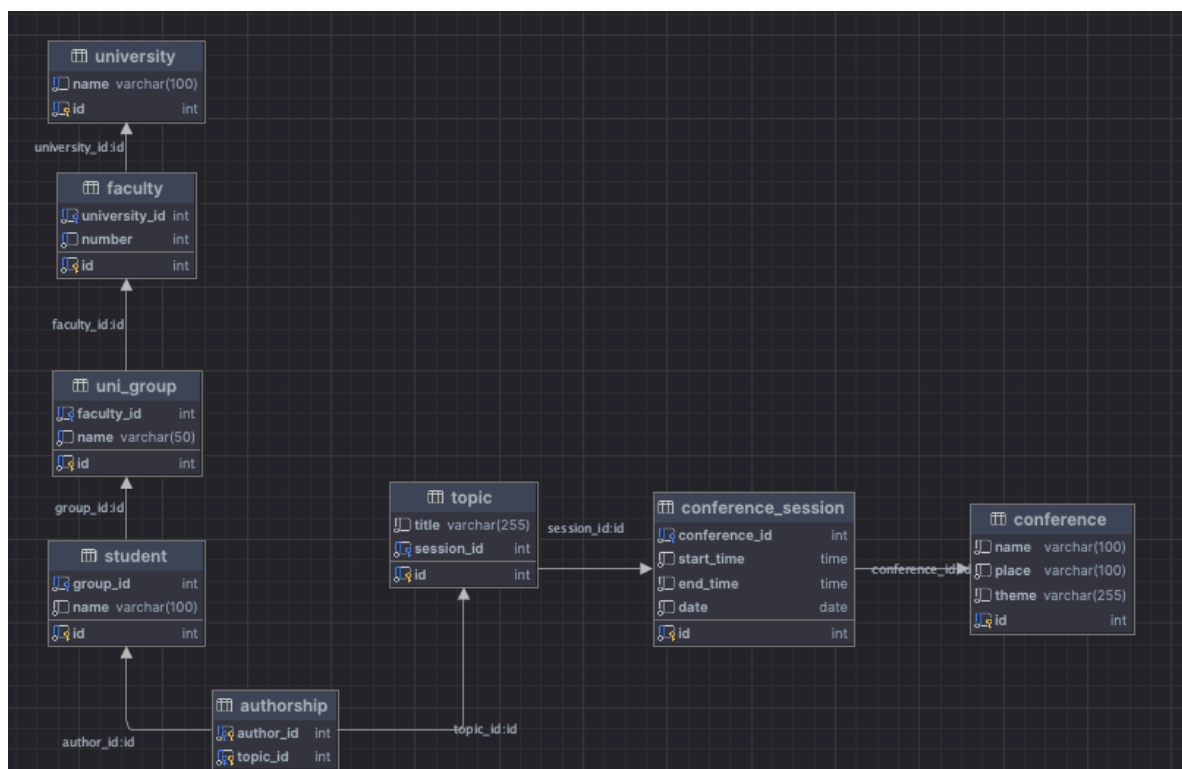 university
name varchar(100)
id int
university_id:id
faculty
university_id int
number int
id int
faculty_id:id
uni_group
faculty_id int
name varchar(50)
id int
group_id:id
student
group_id int
name varchar(100)
id int
author_id:id
authorship
author_id int
topic_id int
topic_id:id
topic
title varchar(255)
session_id int
id int
session_id:id
conference_session
conference_id int
start_time time
end_time time
date date
id int
conference_id:id
conference
name varchar(100)
place varchar(100)
theme varchar(255)
id int